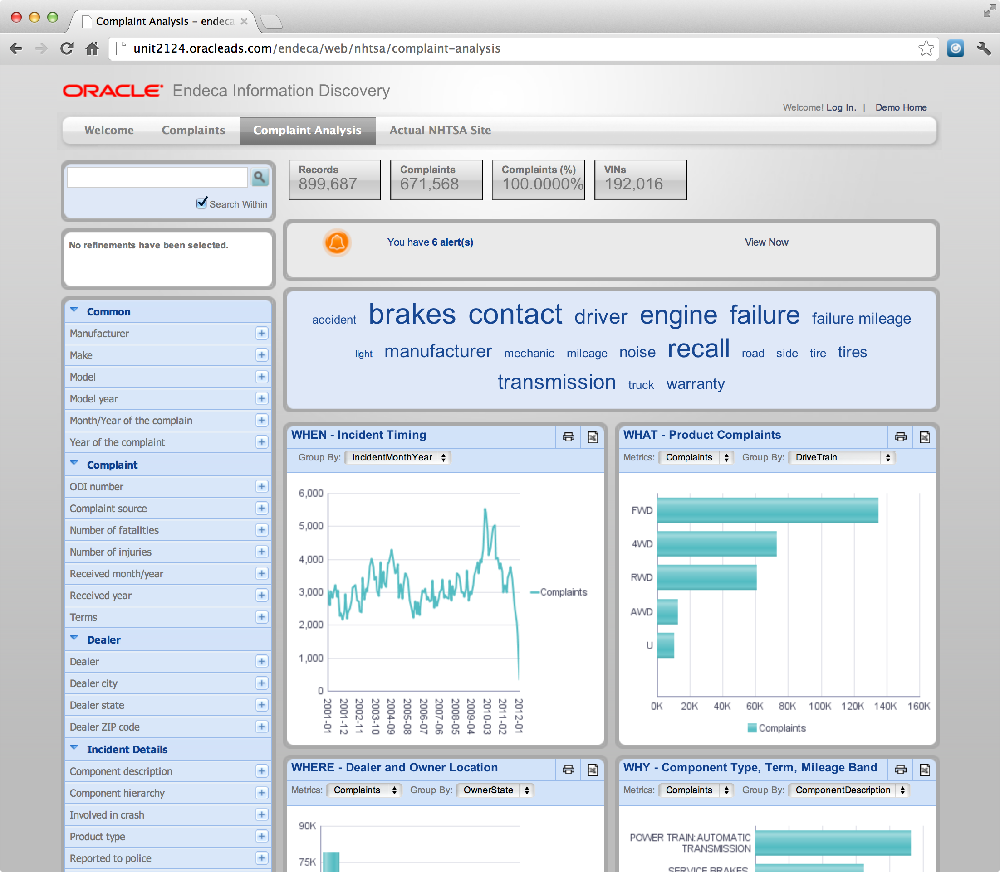 Complaint Analysis – endeca
unit2124.oracleads.com/endeca/web/nhtsa/complaint-analysis
ORACLE Endeca Information Discovery
Welcome! Log In. | Demo Home
Welcome Complaints Complaint Analysis Actual NHTSA Site
Search Within
No refinements have been selected.
Common
Manufacturer
Make
Model
Model year
Month/Year of the complain
Year of the complaint
Complaint
ODI number
Complaint source
Number of fatalities
Number of injuries
Received month/year
Received year
Terms
Dealer
Dealer
Dealer city
Dealer state
Dealer ZIP code
Incident Details
Component description
Component hierarchy
Involved in crash
Product type
Reported to police
Records
899,687
Complaints
671,568
Complaints (%)
100.0000%
VINs
192,016
You have 6 alert(s) View Now
accident brakes contact driver engine failure failure mileage
light manufacturer mechanic mileage noise recall road side tire tires
transmission truck warranty
WHEN - Incident Timing
Group By: IncidentMonthYear
6,000
5,000
4,000
3,000
2,000
1,000
0
2001-01
2001-12
2002-11
2003-10
2004-09
2005-08
2006-07
2007-06
2008-05
2009-04
2010-03
2011-02
2012-01
Complaints
WHAT - Product Complaints
Metrics: Complaints Group By: DriveTrain
FWD
4WD
RWD
AWD
U
0K 20K 40K 60K 80K 100K 120K 140K 160K
Complaints
WHERE - Dealer and Owner Location
Metrics: Complaints Group By: OwnerState
90K
75K
WHY - Component Type, Term, Mileage Band
Metrics: Complaints Group By: ComponentDescription
POWER TRAIN:AUTOMATIC
TRANSMISSION
SERVICE BRAKES,